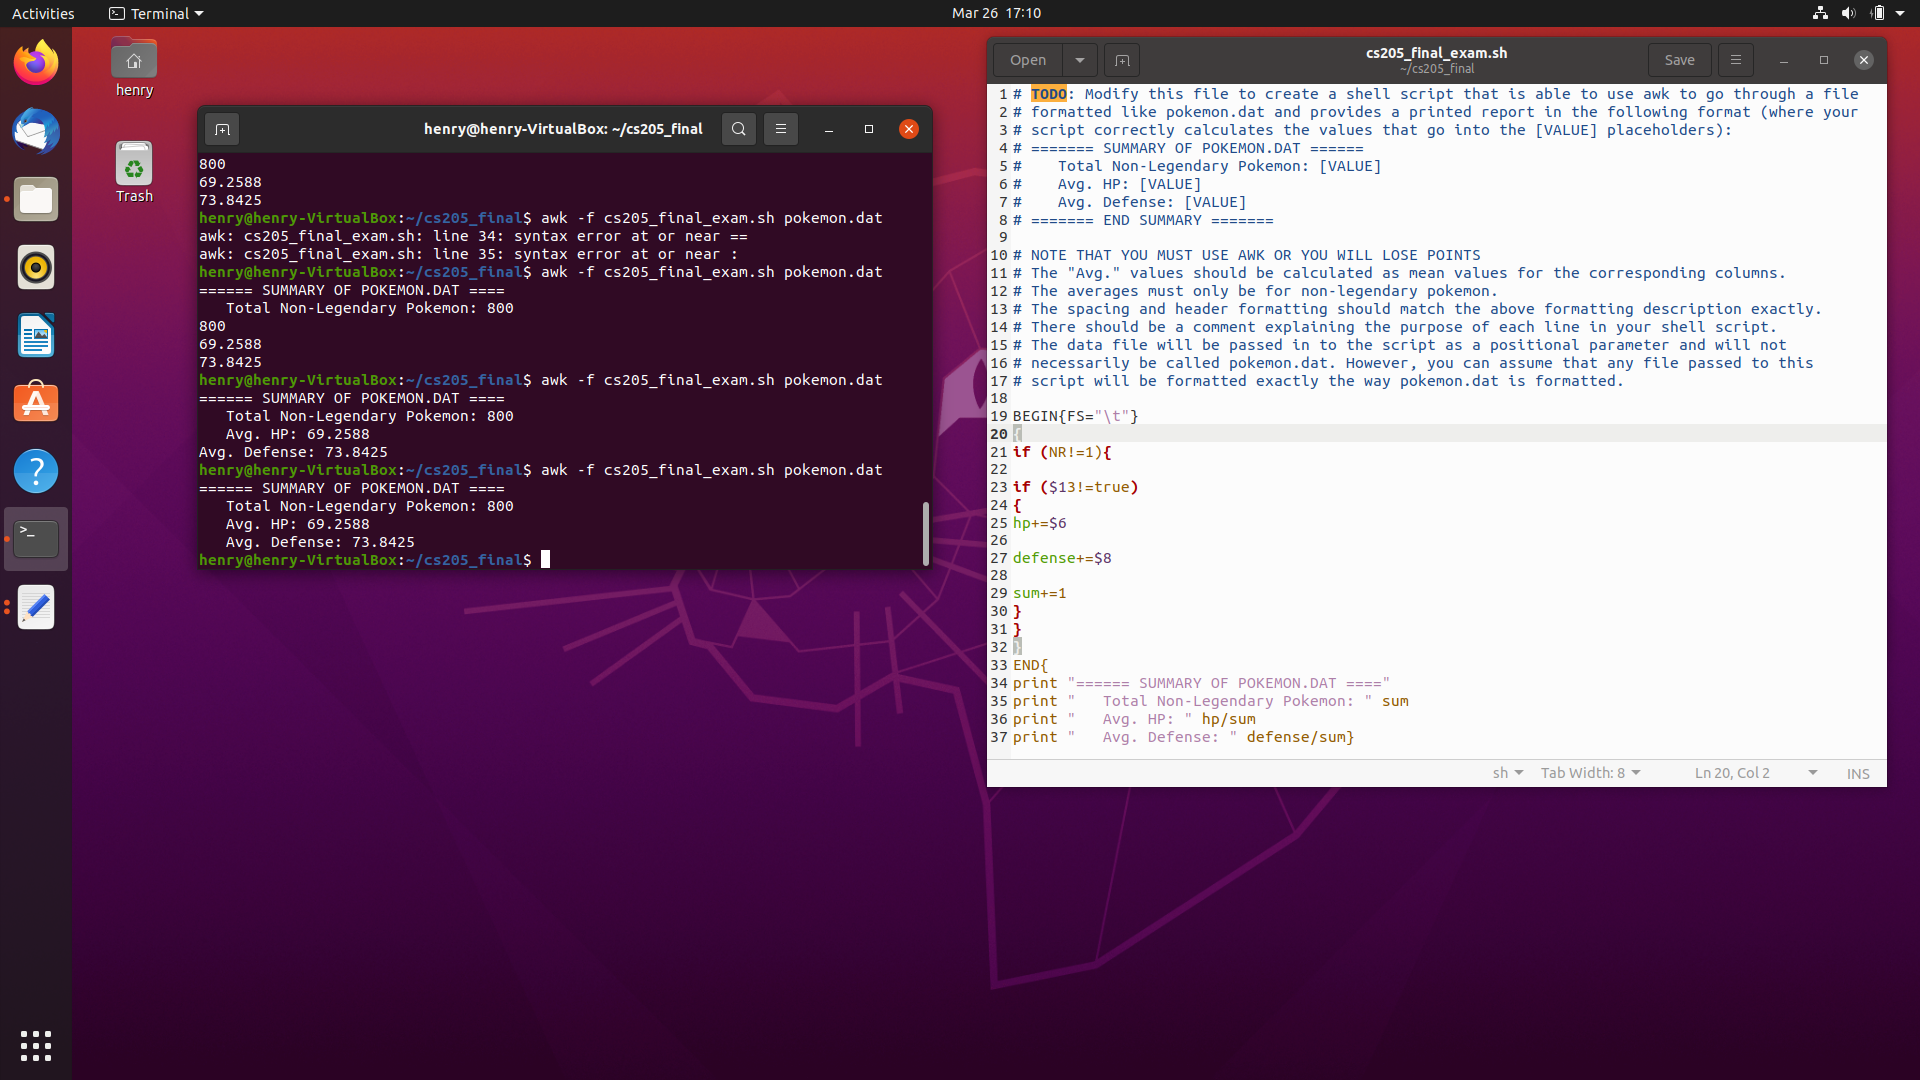 Activities
Terminal
Mar 26 17:10
henry
Trash
henry@henry-VirtualBox: ~/cs205_final
800
69.2588
73.8425
henry@henry-VirtualBox:~/cs205_final$ awk -f cs205_final_exam.sh pokemon.dat
awk: cs205_final_exam.sh: line 34: syntax error at or near ==
awk: cs205_final_exam.sh: line 35: syntax error at or near :
henry@henry-VirtualBox:~/cs205_final$ awk -f cs205_final_exam.sh pokemon.dat
====== SUMMARY OF POKEMON.DAT ====
   Total Non-Legendary Pokemon: 800
800
69.2588
73.8425
henry@henry-VirtualBox:~/cs205_final$ awk -f cs205_final_exam.sh pokemon.dat
====== SUMMARY OF POKEMON.DAT ====
   Total Non-Legendary Pokemon: 800
   Avg. HP: 69.2588
Avg. Defense: 73.8425
henry@henry-VirtualBox:~/cs205_final$ awk -f cs205_final_exam.sh pokemon.dat
====== SUMMARY OF POKEMON.DAT ====
   Total Non-Legendary Pokemon: 800
   Avg. HP: 69.2588
   Avg. Defense: 73.8425
henry@henry-VirtualBox:~/cs205_final$
Open
cs205_final_exam.sh
~/cs205_final
Save
1 # TODO: Modify this file to create a shell script that is able to use awk to go through a file
2 # formatted like pokemon.dat and provides a printed report in the following format (where your
3 # script correctly calculates the values that go into the [VALUE] placeholders):
4 # ======= SUMMARY OF POKEMON.DAT ======
5 #    Total Non-Legendary Pokemon: [VALUE]
6 #    Avg. HP: [VALUE]
7 #    Avg. Defense: [VALUE]
8 # ======= END SUMMARY =======
9
10 # NOTE THAT YOU MUST USE AWK OR YOU WILL LOSE POINTS
11 # The "Avg." values should be calculated as mean values for the corresponding columns.
12 # The averages must only be for non-legendary pokemon.
13 # The spacing and header formatting should match the above formatting description exactly.
14 # There should be a comment explaining the purpose of each line in your shell script.
15 # The data file will be passed in to the script as a positional parameter and will not
16 # necessarily be called pokemon.dat. However, you can assume that any file passed to this
17 # script will be formatted exactly the way pokemon.dat is formatted.
18
19 BEGIN{FS="\t"}
20 {
21 if (NR!=1){
22
23 if ($13!=true)
24 {
25 hp+=$6
26
27 defense+=$8
28
29 sum+=1
30 }
31 }
32 }
33 END{
34 print "====== SUMMARY OF POKEMON.DAT ===="
35 print "   Total Non-Legendary Pokemon: " sum
36 print "   Avg. HP: " hp/sum
37 print "   Avg. Defense: " defense/sum}
sh
Tab Width: 8
Ln 20, Col 2
INS